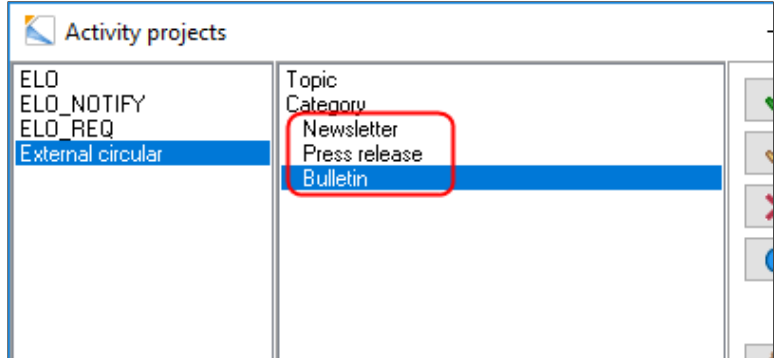 Activity projects
ELO
ELO_NOTIFY
ELO_REQ
External circular
Topic
Category
Newsletter
Press release
Bulletin